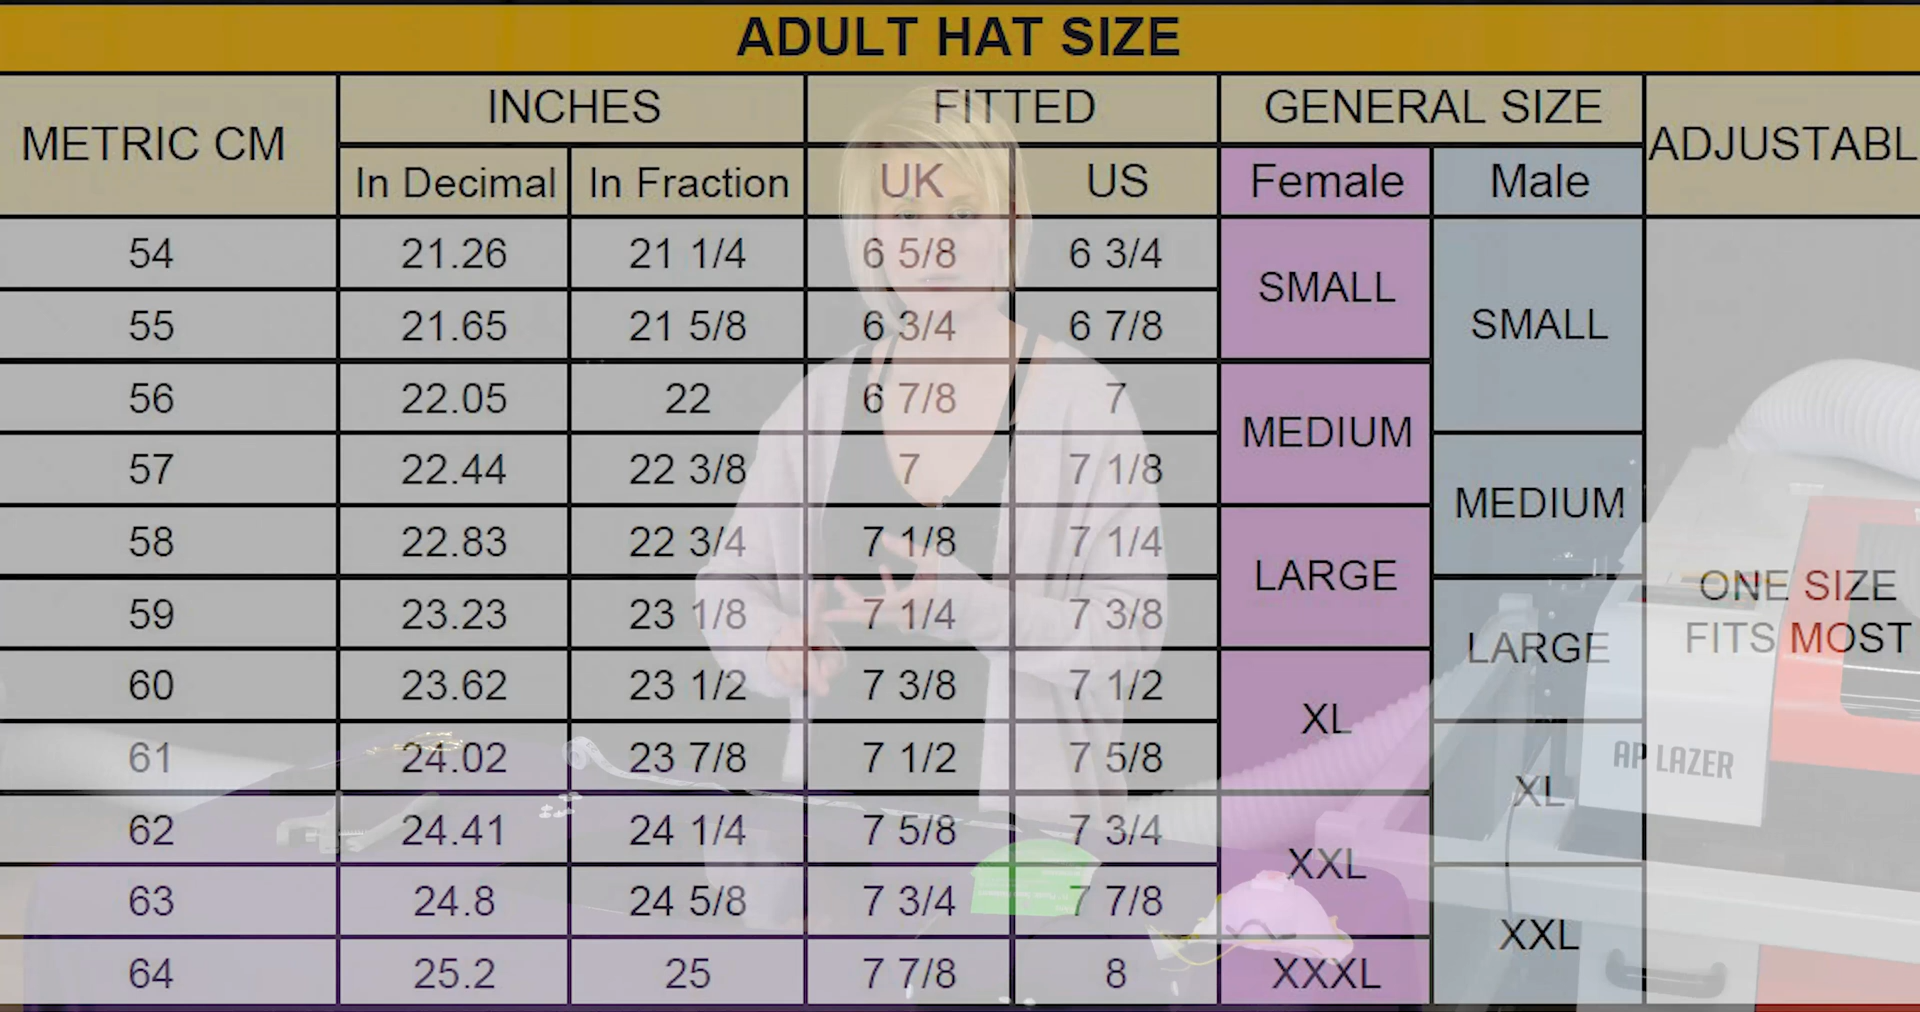 ADULT HAT SIZE
METRIC CM INCHES FITTED GENERAL SIZE ADJUSTABL
In Decimal In Fraction UK US Female Male
54 21.26 21 1/4 6 5/8 6 3/4 SMALL SMALL
55 21.65 21 5/8 6 3/4 6 7/8
56 22.05 22 6 7/8 7 MEDIUM
57 22.44 22 3/8 7 7 1/8 MEDIUM
58 22.83 22 3/4 7 1/8 7 1/4 LARGE
59 23.23 23 1/8 7 1/4 7 3/8 LARGE
60 23.62 23 1/2 7 3/8 7 1/2 XL
61 24.02 23 7/8 7 1/2 7 5/8 XL
62 24.41 24 1/4 7 5/8 7 3/4 XXL
63 24.8 24 5/8 7 3/4 7 7/8 XXL
64 25.2 25 7 7/8 8 XXXL
ONE SIZE
FITS MOST
AP LAZER